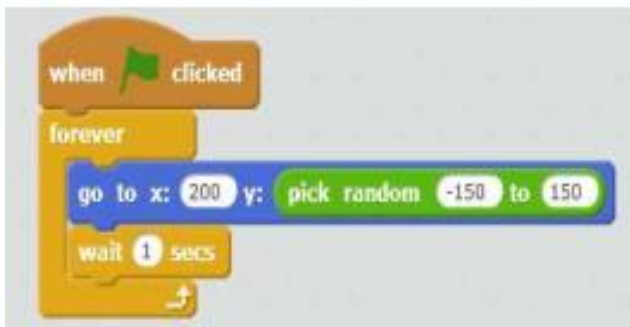 when clicked
forever
go to x: 200 y: pick random -150 to 150
wait 1 secs